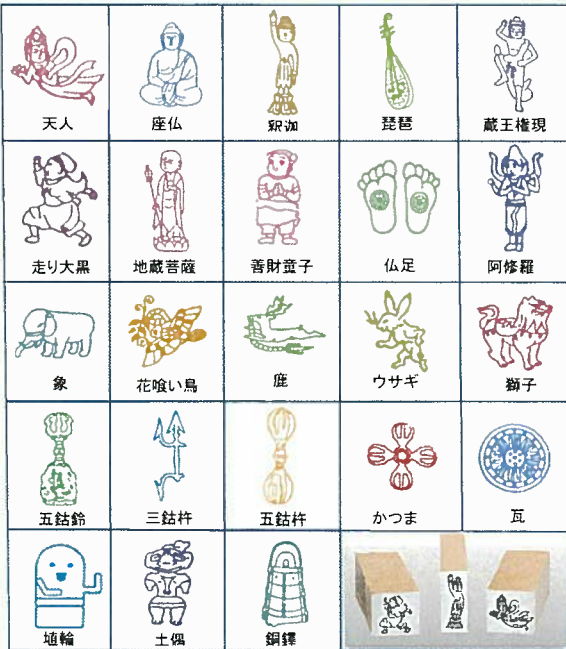 天人
座仏
釈迦
琵琶
蔵王権現
走り大黒
地蔵菩薩
善財童子
仏足
阿修羅
象
花喰い鳥
鹿
ウサギ
獅子
五鈷鈴
三鈷杵
五鈷杵
かつま
瓦
埴輪
土偶
銅鐸